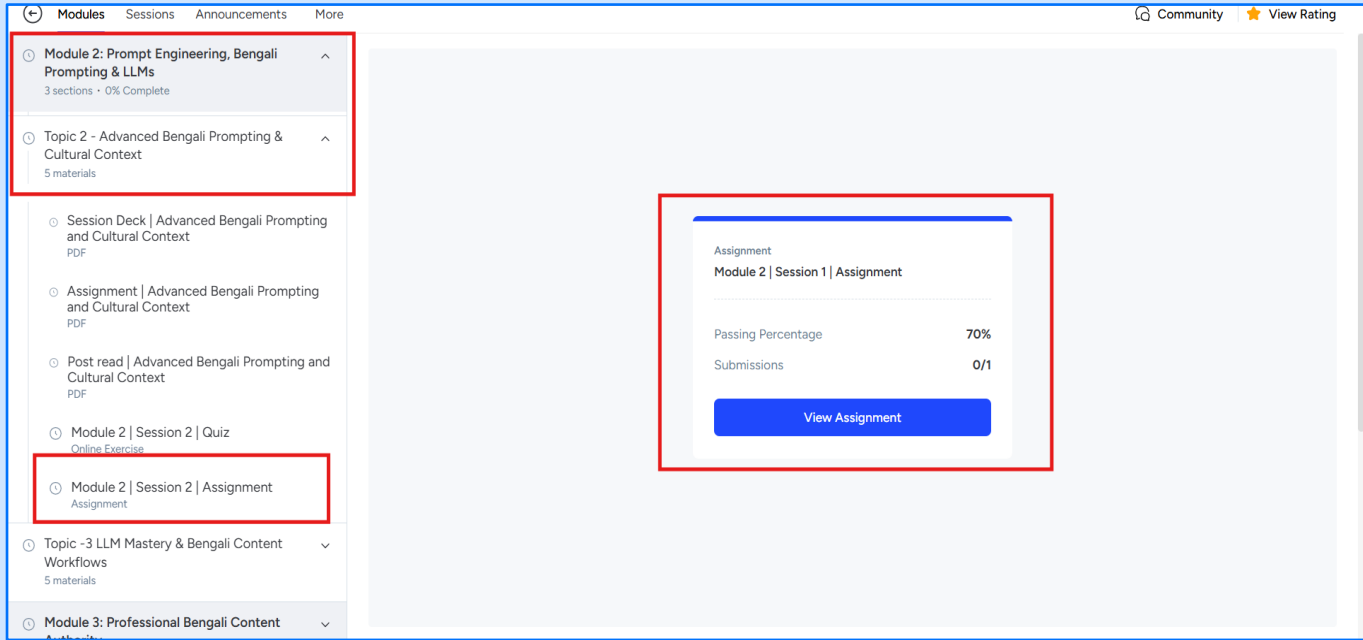 Modules Sessions Announcements More
Community View Rating
Module 2: Prompt Engineering, Bengali
Prompting & LLMs
3 sections • 0% Complete
Topic 2 - Advanced Bengali Prompting &
Cultural Context
5 materials
Session Deck | Advanced Bengali Prompting
and Cultural Context
PDF
Assignment | Advanced Bengali Prompting
and Cultural Context
PDF
Post read | Advanced Bengali Prompting and
Cultural Context
PDF
Module 2 | Session 2 | Quiz
Online Exercise
Module 2 | Session 2 | Assignment
Assignment
Topic -3 LLM Mastery & Bengali Content
Workflows
5 materials
Module 3: Professional Bengali Content
Authority
Assignment
Module 2 | Session 1 | Assignment
Passing Percentage 70%
Submissions 0/1
View Assignment